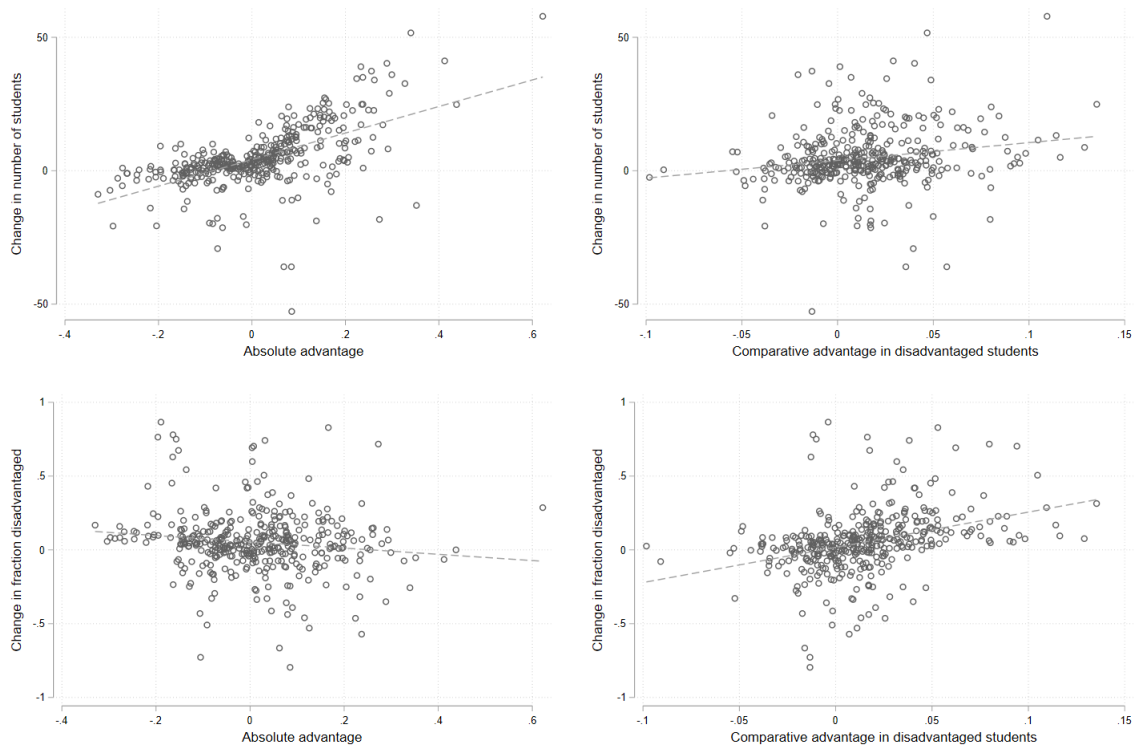 Change in number of students
50
0
-50
-.4 -.2 0 .2 .4 .6
Absolute advantage
Change in number of students
50
0
-50
-.1 -.05 0 .05 .1 .15
Comparative advantage in disadvantaged students
Change in fraction disadvantaged
1
.5
0
-.5
-1
-.4 -.2 0 .2 .4 .6
Absolute advantage
Change in fraction disadvantaged
1
.5
0
-.5
-1
-.1 -.05 0 .05 .1 .15
Comparative advantage in disadvantaged students